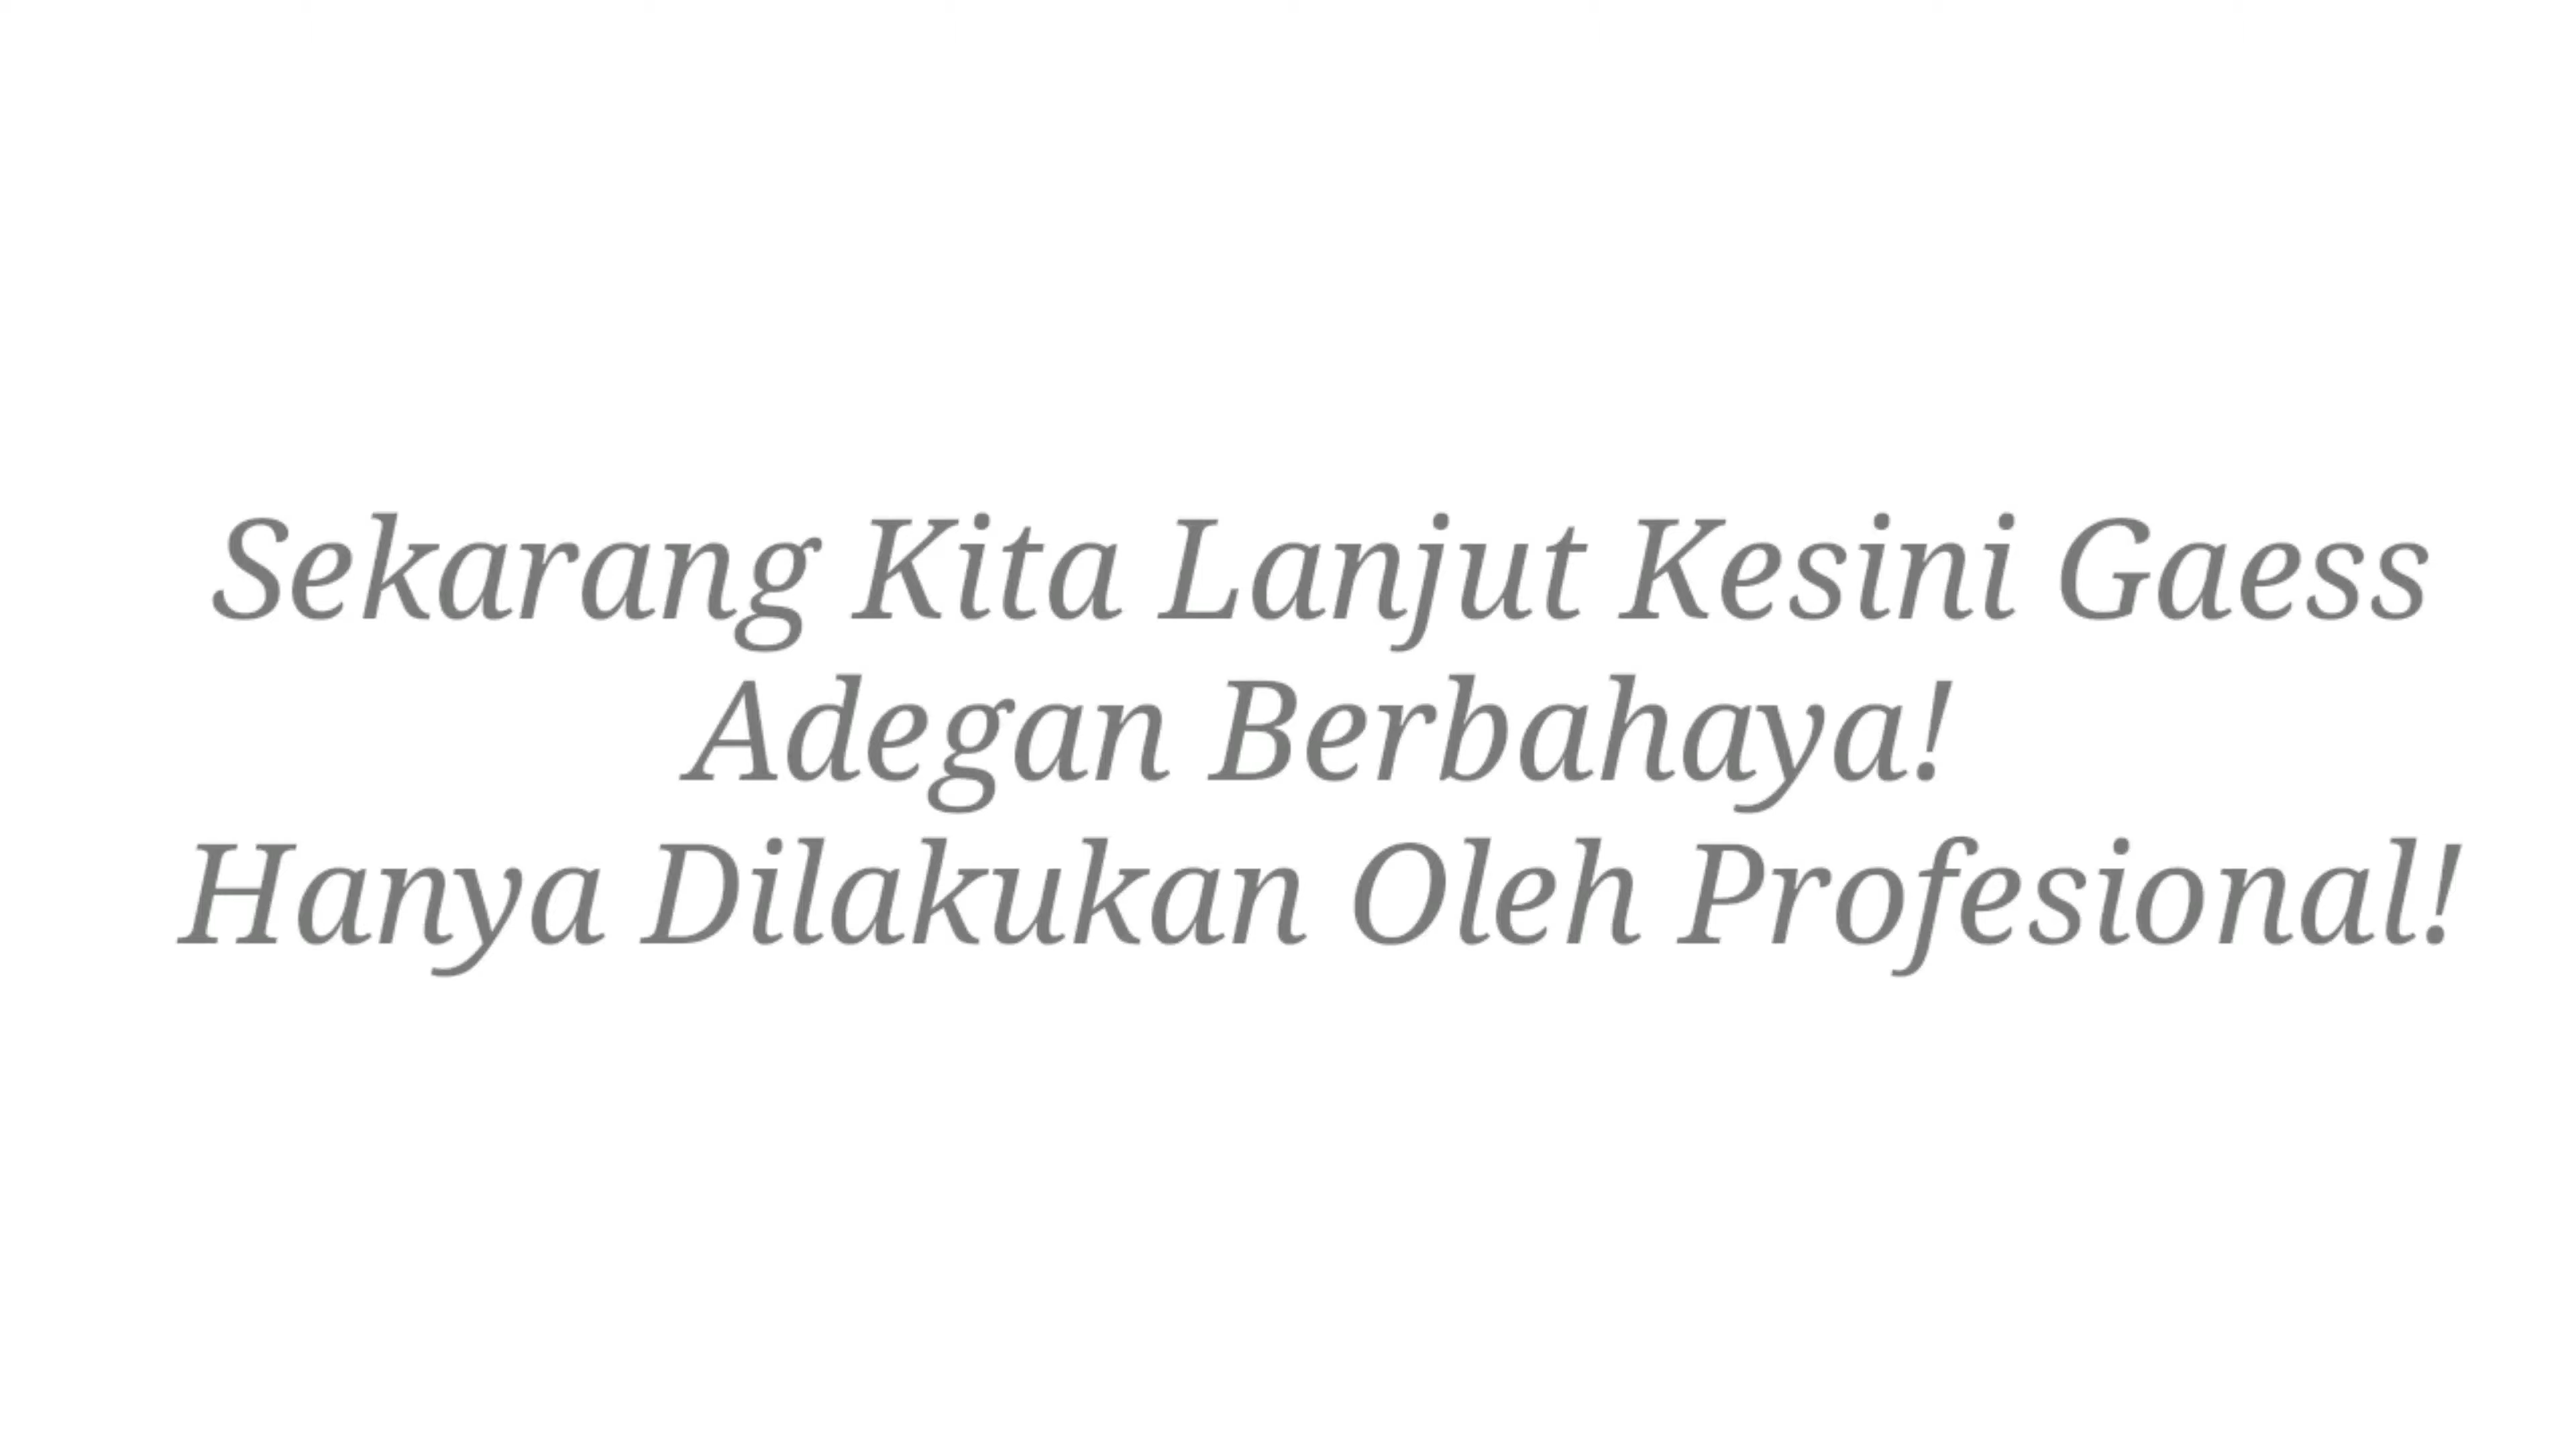 Sekarang Kita Lanjut Kesini Gaess
Adegan Berbahaya!
Hanya Dilakukan Oleh Profesional!